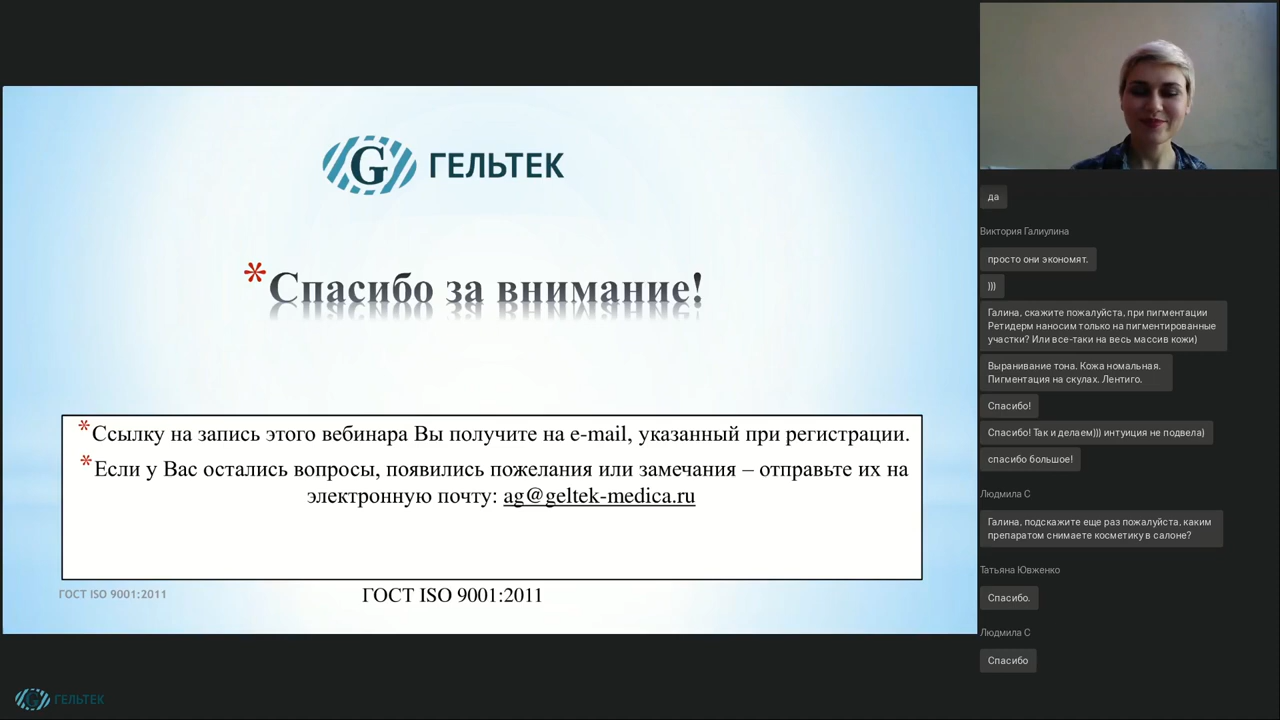 G ГЕЛЬТЕК
*Спасибо за внимание!
*Ссылку на запись этого вебинара Вы получите на e-mail, указанный при регистрации.
*Если у Вас остались вопросы, появились пожелания или замечания – отправьте их на
электронную почту: ag@geltek-medica.ru
ГОСТ ISO 9001:2011
ГОСТ ISO 9001:2011
G ГЕЛЬТЕК
да
Виктория Галиулина
просто они экономят.
)))
Галина, скажите пожалуйста, при пигментации
Ретидерм наносим только на пигментированные
участки? Или все-таки на весь массив кожи)
Выранивание тона. Кожа номальная.
Пигментация на скулах. Лентиго.
Спасибо!
Спасибо! Так и делаем))) интуиция не подвела)
спасибо большое!
Людмила С
Галина, подскажите еще раз пожалуйста, каким
препаратом снимаете косметику в салоне?
Татьяна Ювженко
Спасибо.
Людмила С
Спасибо